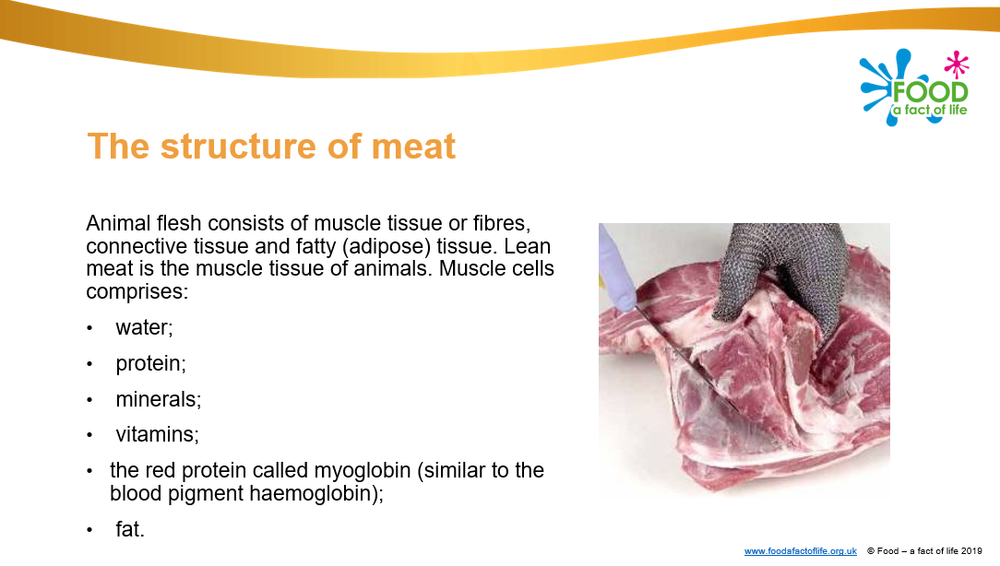 FOOD
a fact of life
The structure of meat
Animal flesh consists of muscle tissue or fibres,
connective tissue and fatty (adipose) tissue. Lean
meat is the muscle tissue of animals. Muscle cells
comprises:
• water;
• protein;
• minerals;
• vitamins;
• the red protein called myoglobin (similar to the
blood pigment haemoglobin);
• fat.
www.foodafactoflife.org.uk © Food – a fact of life 2019